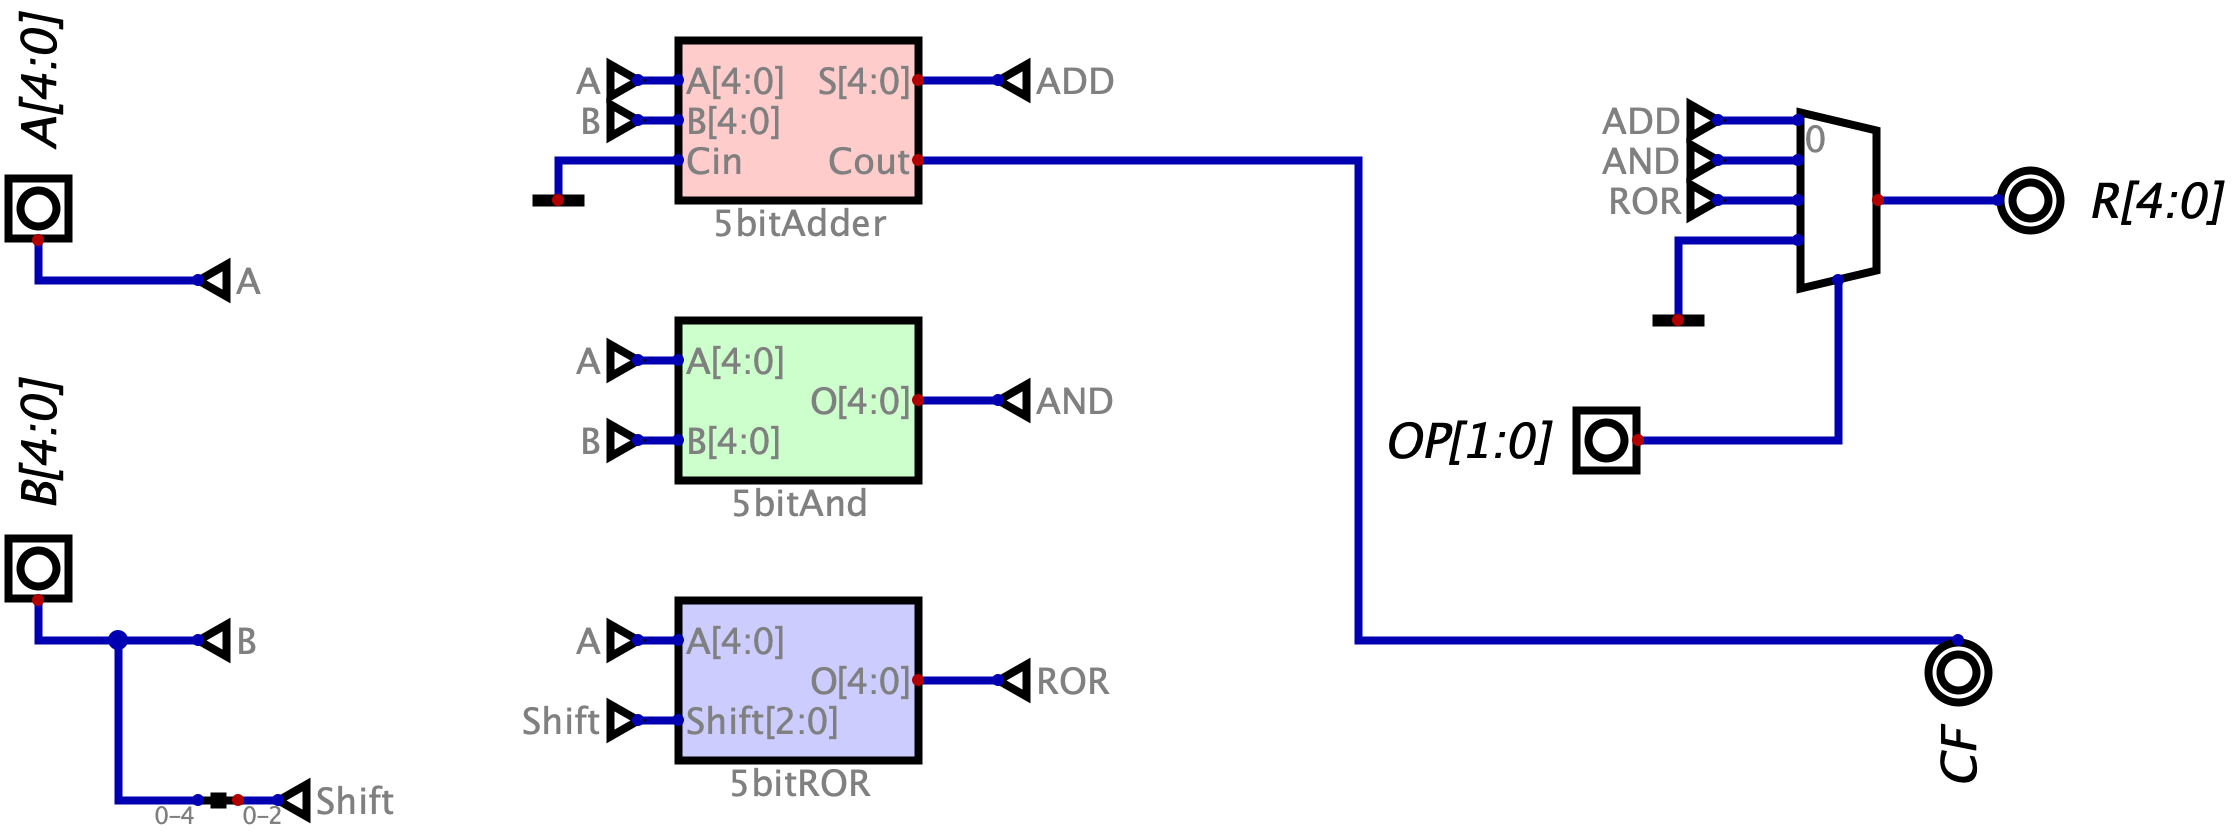 A[4:0]
A
B[4:0]
B
0-4
0-2
Shift
A
B
A[4:0]
B[4:0]
Cin
S[4:0]
Cout
ADD
5bitAdder
A
B
A[4:0]
B[4:0]
O[4:0]
AND
5bitAnd
A
Shift
A[4:0]
Shift[2:0]
O[4:0]
ROR
5bitROR
ADD
AND
ROR
0
R[4:0]
OP[1:0]
CF